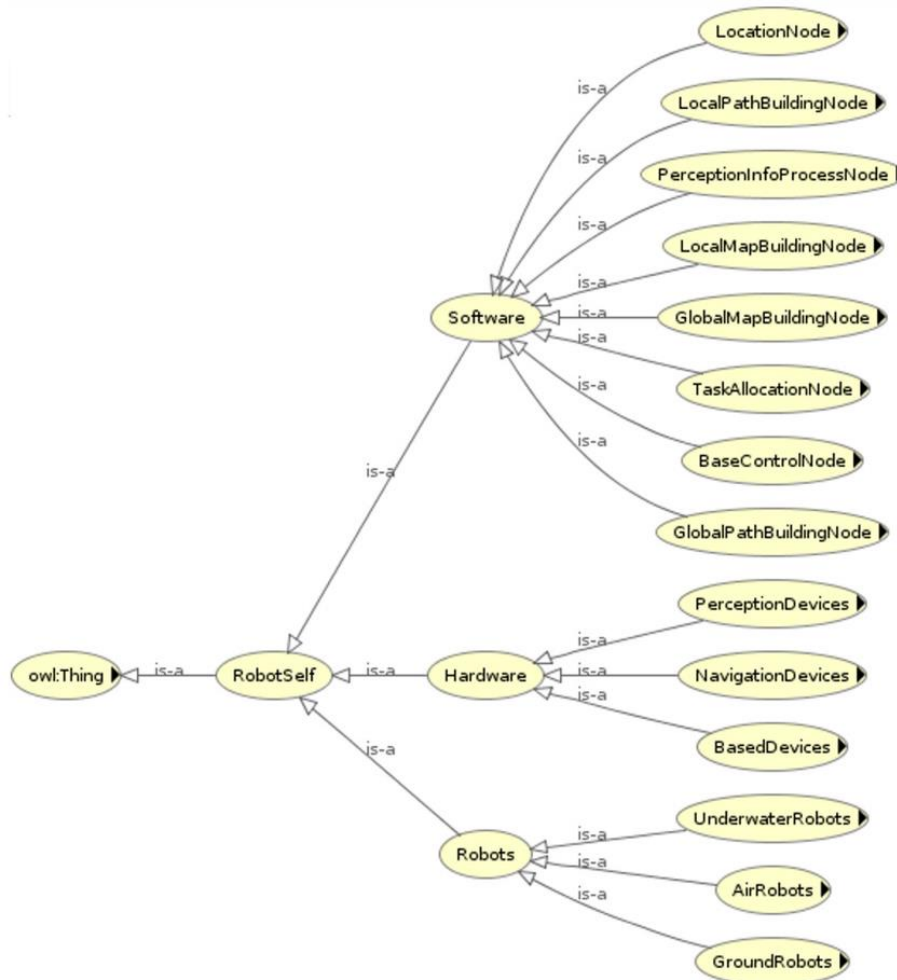 LocationNode
is-a
LocalPathBuildingNode
is-a
PerceptionInfoProcessNode
is-a
LocalMapBuildingNode
is-a
Software
is-a
GlobalMapBuildingNode
is-a
TaskAllocationNode
is-a
BaseControlNode
is-a
GlobalPathBuildingNode
is-a
PerceptionDevices
is-a
owl:Thing
is-a
RobotSelf
is-a
Hardware
is-a
NavigationDevices
is-a
BasedDevices
is-a
UnderwaterRobots
is-a
Robots
is-a
AirRobots
is-a
GroundRobots